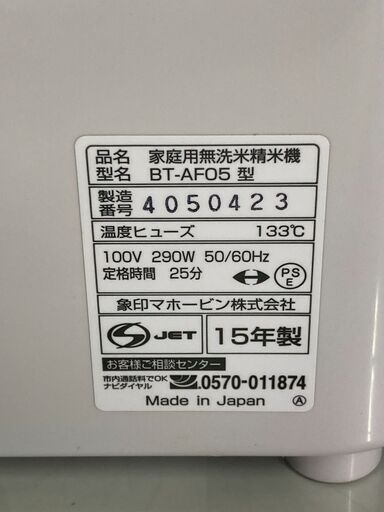 品名 家庭用無洗米精米機
型名 BT-AF05 型
製造番号 4050423
温度ヒューズ 133℃
100V 290W 50/60Hz
定格時間 25分
PSE
象印マホービン株式会社
S JET 15年製
お客様ご相談センター
市内通話料でOK
ナビダイヤル 0570-011874
Made in Japan Ⓐ